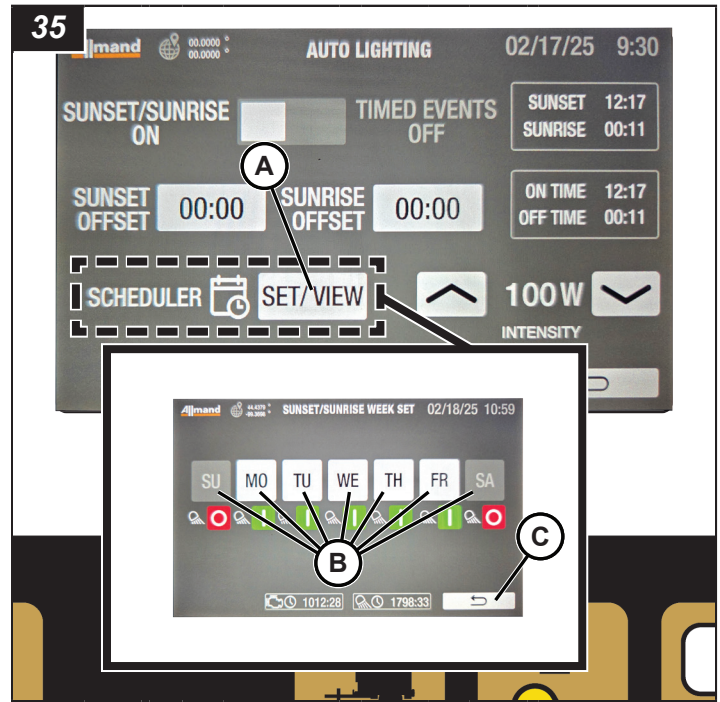 35
Allmand 00.0000 ° 00.0000 ° AUTO LIGHTING 02/17/25 9:30
SUNSET/SUNRISE ON
TIMED EVENTS OFF
SUNSET 12:17
SUNRISE 00:11
A
SUNSET OFFSET 00:00
SUNRISE OFFSET 00:00
ON TIME 12:17
OFF TIME 00:11
SCHEDULER SET/VIEW
100W
INTENSITY
Allmand 44.4379 ° SUNSET/SUNRISE WEEK SET 02/18/25 10:59
SU MO TU WE TH FR SA
B
C
1012:28 1798:33